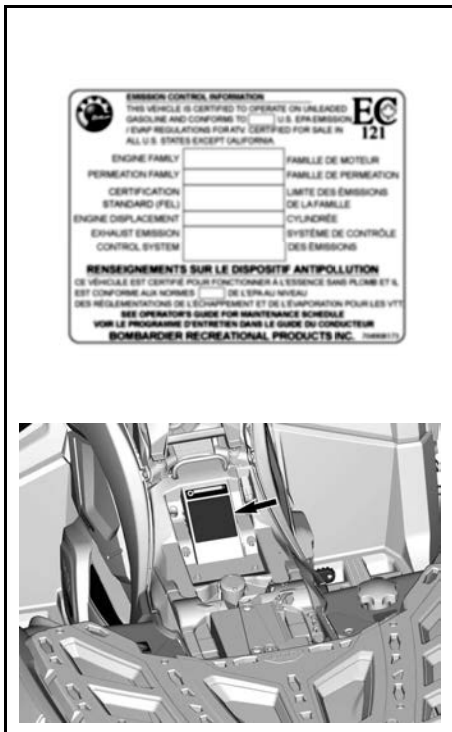 EMISSION CONTROL INFORMATION
THIS VEHICLE IS CERTIFIED TO OPERATE ON UNLEADED
GASOLINE AND CONFORMS TO U.S. EPA EMISSION
/ EVAP REGULATIONS FOR ATV. CERTIFIED FOR SALE IN
ALL U.S. STATES EXCEPT CALIFORNIA.
EC
121
ENGINE FAMILY FAMILLE DE MOTEUR
PERMEATION FAMILY FAMILLE DE PERMEATION
CERTIFICATION LIMITE DES ÉMISSIONS
STANDARD (FEL) DE LA FAMILLE
ENGINE DISPLACEMENT CYLINDRÉE
EXHAUST EMISSION SYSTÈME DE CONTRÔLE
CONTROL SYSTEM DES ÉMISSIONS
RENSEIGNEMENTS SUR LE DISPOSITIF ANTIPOLLUTION
CE VÉHICULE EST CERTIFIÉ POUR FONCTIONNER À L'ESSENCE SANS PLOMB ET IL
EST CONFORME AUX NORMES DE L'EPA AU NIVEAU
DES RÉGLEMENTATIONS DE L'ÉCHAPPEMENT ET DE L'ÉVAPORATION POUR LES VTT
SEE OPERATOR'S GUIDE FOR MAINTENANCE SCHEDULE
VOIR LE PROGRAMME D'ENTRETIEN DANS LE GUIDE DU CONDUCTEUR
BOMBARDIER RECREATIONAL PRODUCTS INC.